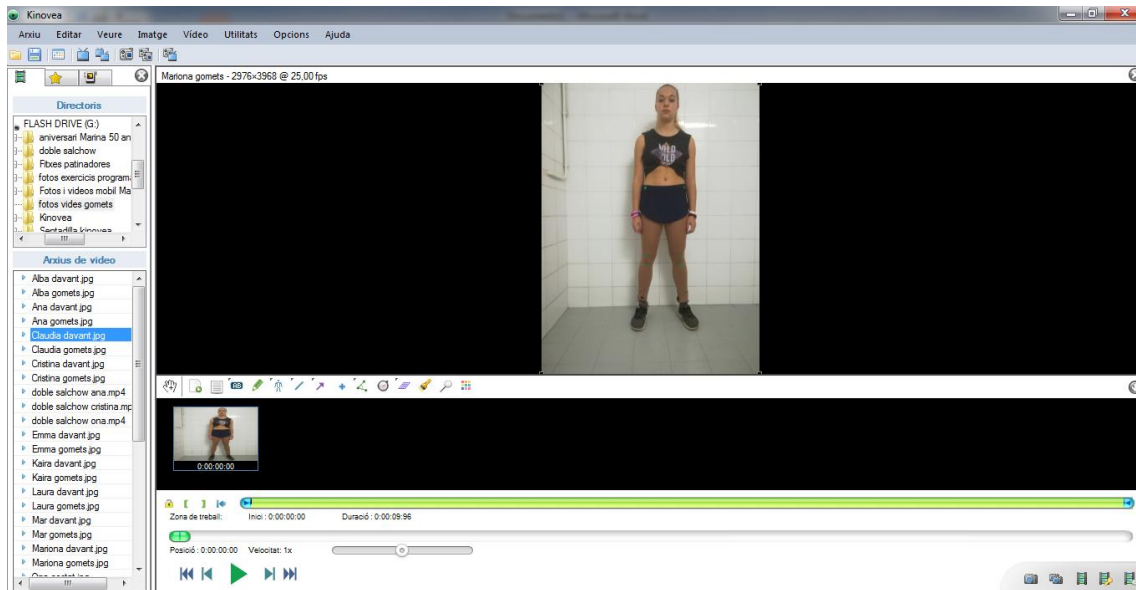 Kinovea
Arxiu Editar Veure Imatge Vídeo Utilitats Opcions Ajuda
Mariona gomets - 2976×3968 @ 25,00 fps
Directoris
FLASH DRIVE (G:)
aniversari Marina 50 an
doble salchow
Fitxes patinadores
fotos exercicis program
Fotos i videos mobil Ma
fotos vides gomets
Kinovea
Sentadilla kinovea
Arxius de vídeo
Alba davant.jpg
Alba gomets.jpg
Ana davant.jpg
Ana gomets.jpg
Claudia davant.jpg
Claudia gomets.jpg
Cristina davant.jpg
Cristina gomets.jpg
doble salchow ana.mp4
doble salchow cristina.mp
doble salchow ona.mp4
Emma davant.jpg
Emma gomets.jpg
Kaira davant.jpg
Kaira gomets.jpg
Laura davant.jpg
Laura gomets.jpg
Mar davant.jpg
Mar gomets.jpg
Mariona davant.jpg
Mariona gomets.jpg
WILD
0:00:00:00
Zona de treball: Inici : 0:00:00:00 Duració : 0:00:09:96
Posició : 0:00:00:00 Velocitat: 1x